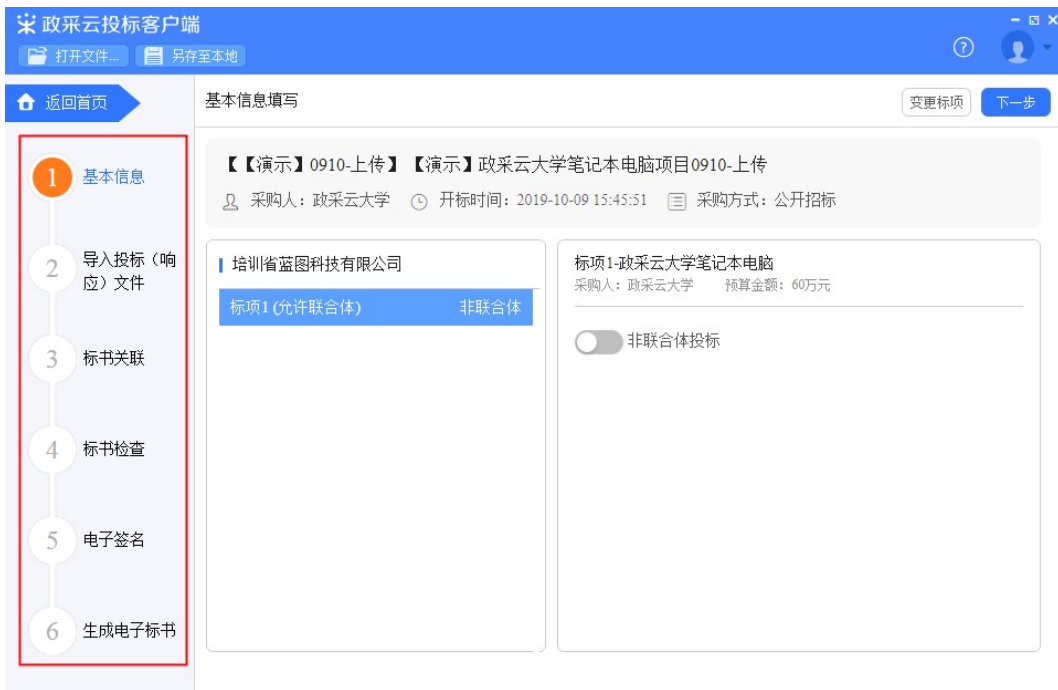 政采云投标客户端
打开文件... 另存至本地
返回首页
基本信息填写
变更标项 下一步
1 基本信息
2 导入投标（响
应）文件
3 标书关联
4 标书检查
5 电子签名
6 生成电子标书
【【演示】0910-上传】【演示】政采云大学笔记本电脑项目0910-上传
采购人：政采云大学 开标时间：2019-10-09 15:45:51 采购方式：公开招标
培训省蓝图科技有限公司
标项1(允许联合体) 非联合体
标项1-政采云大学笔记本电脑
采购人：政采云大学 预算金额：60万元
非联合体投标